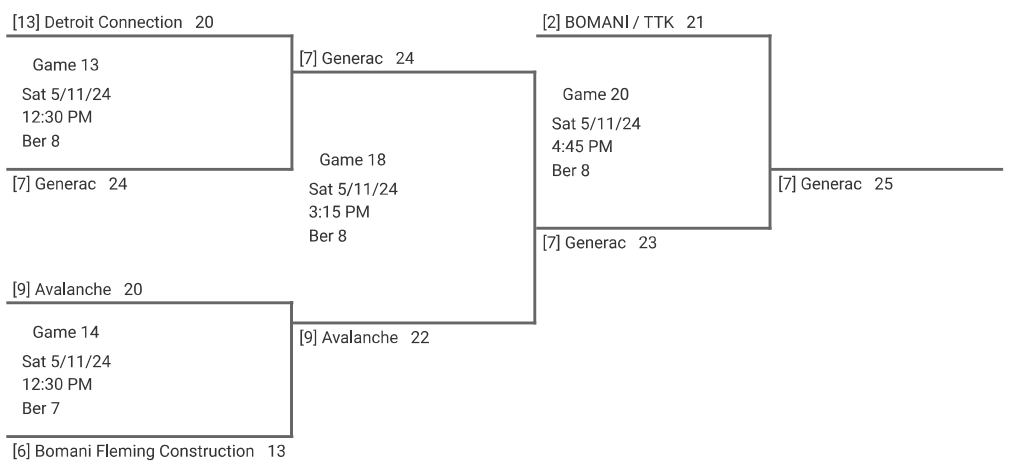 [13] Detroit Connection 20
Game 13
Sat 5/11/24
12:30 PM
Ber 8
[7] Generac 24
[9] Avalanche 20
Game 14
Sat 5/11/24
12:30 PM
Ber 7
[6] Bomani Fleming Construction 13
[7] Generac 24
Game 18
Sat 5/11/24
3:15 PM
Ber 8
[9] Avalanche 22
[2] BOMANI / TTK 21
Game 20
Sat 5/11/24
4:45 PM
Ber 8
[7] Generac 23
[7] Generac 25